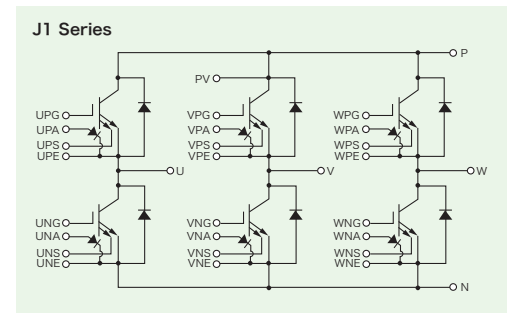 J1 Series
P
PV
UPG
UPA
UPS
UPE
VPG
VPA
VPS
VPE
WPG
WPA
WPS
WPE
U
V
W
UNG
UNA
UNS
UNE
VNG
VNA
VNS
VNE
WNG
WNA
WNS
WNE
N